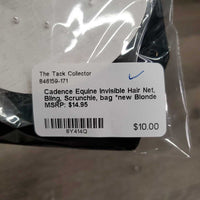 The Tack Collector
846159-171
Cadence Equine Invisible Hair Net,
Bling, Scrunchie, bag *new Blonde
MSRP: $14.95
6Y414Q
$10.00